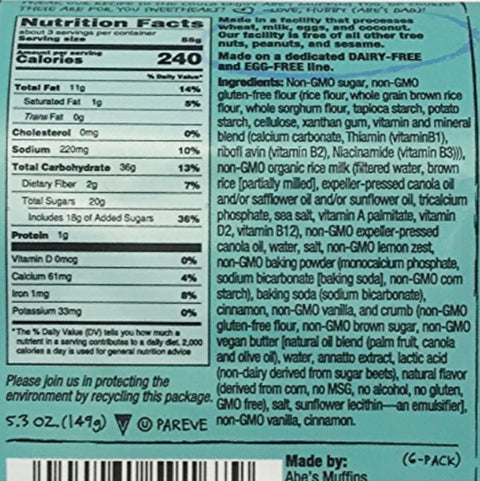 THESE ARE FOR YOU (SWEETHEALTY) LOVE, HUBBY (ABE'S DAD)!
Nutrition Facts
about 3 servings per container
Serving size 55g
Amount per serving
Calories 240
% Daily Value*
Total Fat 11g 14%
Saturated Fat 1g 5%
Trans Fat 0g
Cholesterol 0mg 0%
Sodium 220mg 10%
Total Carbohydrate 36g 13%
Dietary Fiber 2g 7%
Total Sugars 20g
Includes 18g of Added Sugars 36%
Protein 1g
Vitamin D 0mcg 0%
Calcium 61mg 4%
Iron 1mg 8%
Potassium 33mg 0%
*The % Daily Value (DV) tells you how much a
nutrient in a serving contributes to a daily diet. 2,000
calories a day is used for general nutrition advice
Please join us in protecting the
environment by recycling this package.
5.3 OZ. (149g) U PAREVE
Made in a facility that processes
wheat, milk, eggs, and coconut.
Our facility is free of all other tree
nuts, peanuts, and sesame.
Made on a dedicated DAIRY-FREE
and EGG-FREE line.
Ingredients: Non-GMO sugar, non-GMO
gluten-free flour (rice flour, whole grain brown rice
flour, whole sorghum flour, tapioca starch, potato
starch, cellulose, xanthan gum, vitamin and mineral
blend (calcium carbonate, Thiamin (vitaminB1),
ribofl avin (vitamin B2), Niacinamide (vitamin B3))),
non-GMO organic rice milk (filtered water, brown
rice [partially milled], expeller-pressed canola oil
and/or safflower oil and/or sunflower oil, tricalcium
phosphate, sea salt, vitamin A palmitate, vitamin
D2, vitamin B12), non-GMO expeller-pressed
canola oil, water, salt, non-GMO lemon zest,
non-GMO baking powder (monocalcium phosphate,
sodium bicarbonate [baking soda], non-GMO corn
starch), baking soda (sodium bicarbonate),
cinnamon, non-GMO vanilla, and crumb (non-GMO
gluten-free flour, non-GMO brown sugar, non-GMO
vegan butter [natural oil blend (palm fruit, canola
and olive oil), water, annatto extract, lactic acid
(non-dairy derived from sugar beets), natural flavor
(derived from corn, no MSG, no alcohol, no gluten,
GMO free), salt, sunflower lecithin—an emulsifier],
non-GMO vanilla, cinnamon.
Made by: (6-PACK)
Abe's Muffins